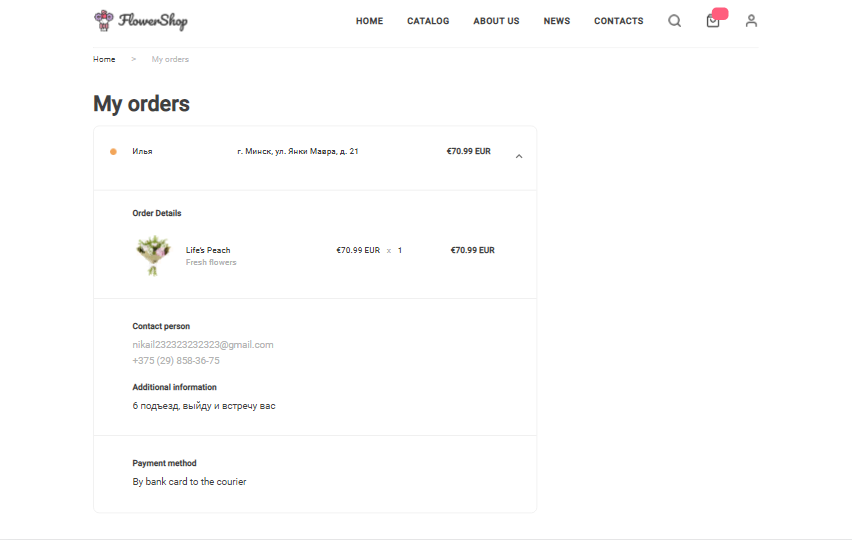 FlowerShop
HOME CATALOG ABOUT US NEWS CONTACTS
Home > My orders
My orders
Илья г. Минск, ул. Янки Мавра, д. 21 €70.99 EUR
Order Details
Life's Peach €70.99 EUR x 1 €70.99 EUR
Fresh flowers
Contact person
nikail232323232323@gmail.com
+375 (29) 858-36-75
Additional information
6 подъезд, выйду и встречу вас
Payment method
By bank card to the courier